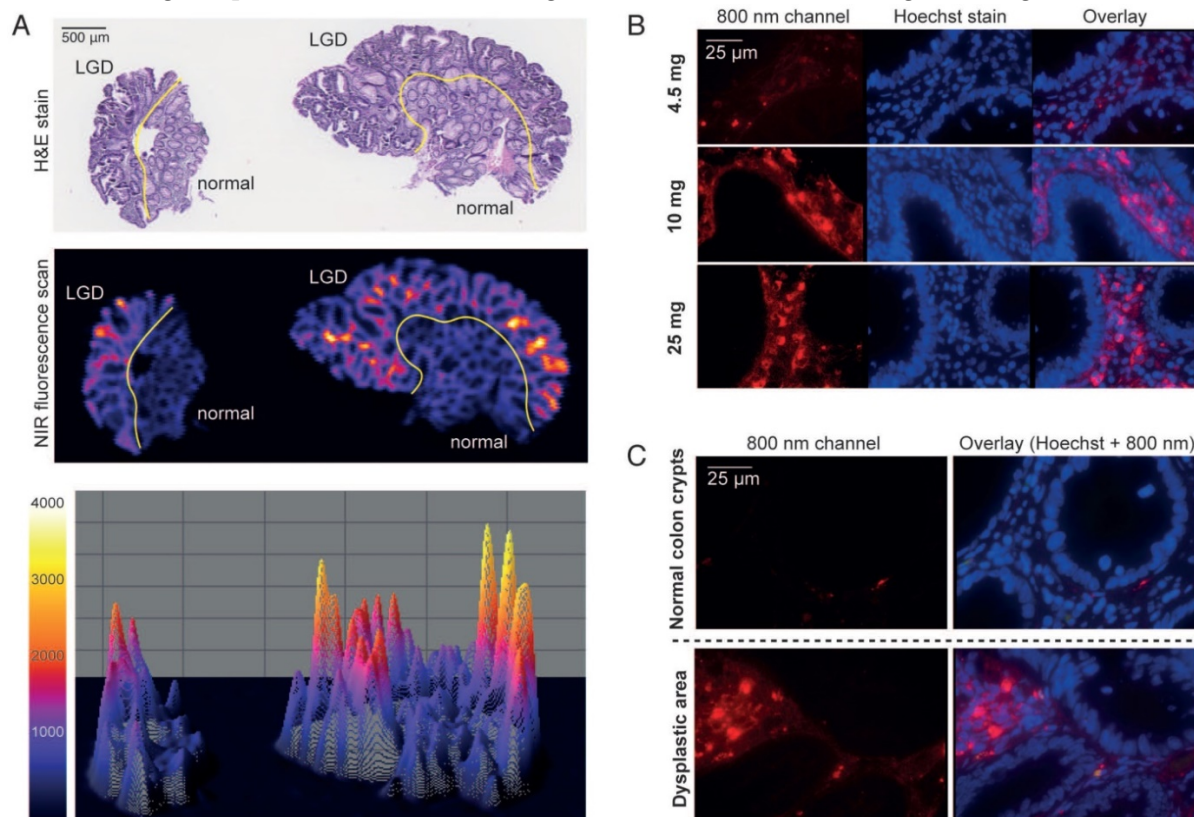 A
500 µm
LGD
LGD
H&E stain
normal
normal
LGD
LGD
NIR fluorescence scan
normal
normal
4000
3000
2000
1000
B
800 nm channel Hoechst stain Overlay
25 µm
4.5 mg
10 mg
25 mg
C
800 nm channel Overlay (Hoechst + 800 nm)
25 µm
Normal colon crypts
Dysplastic area